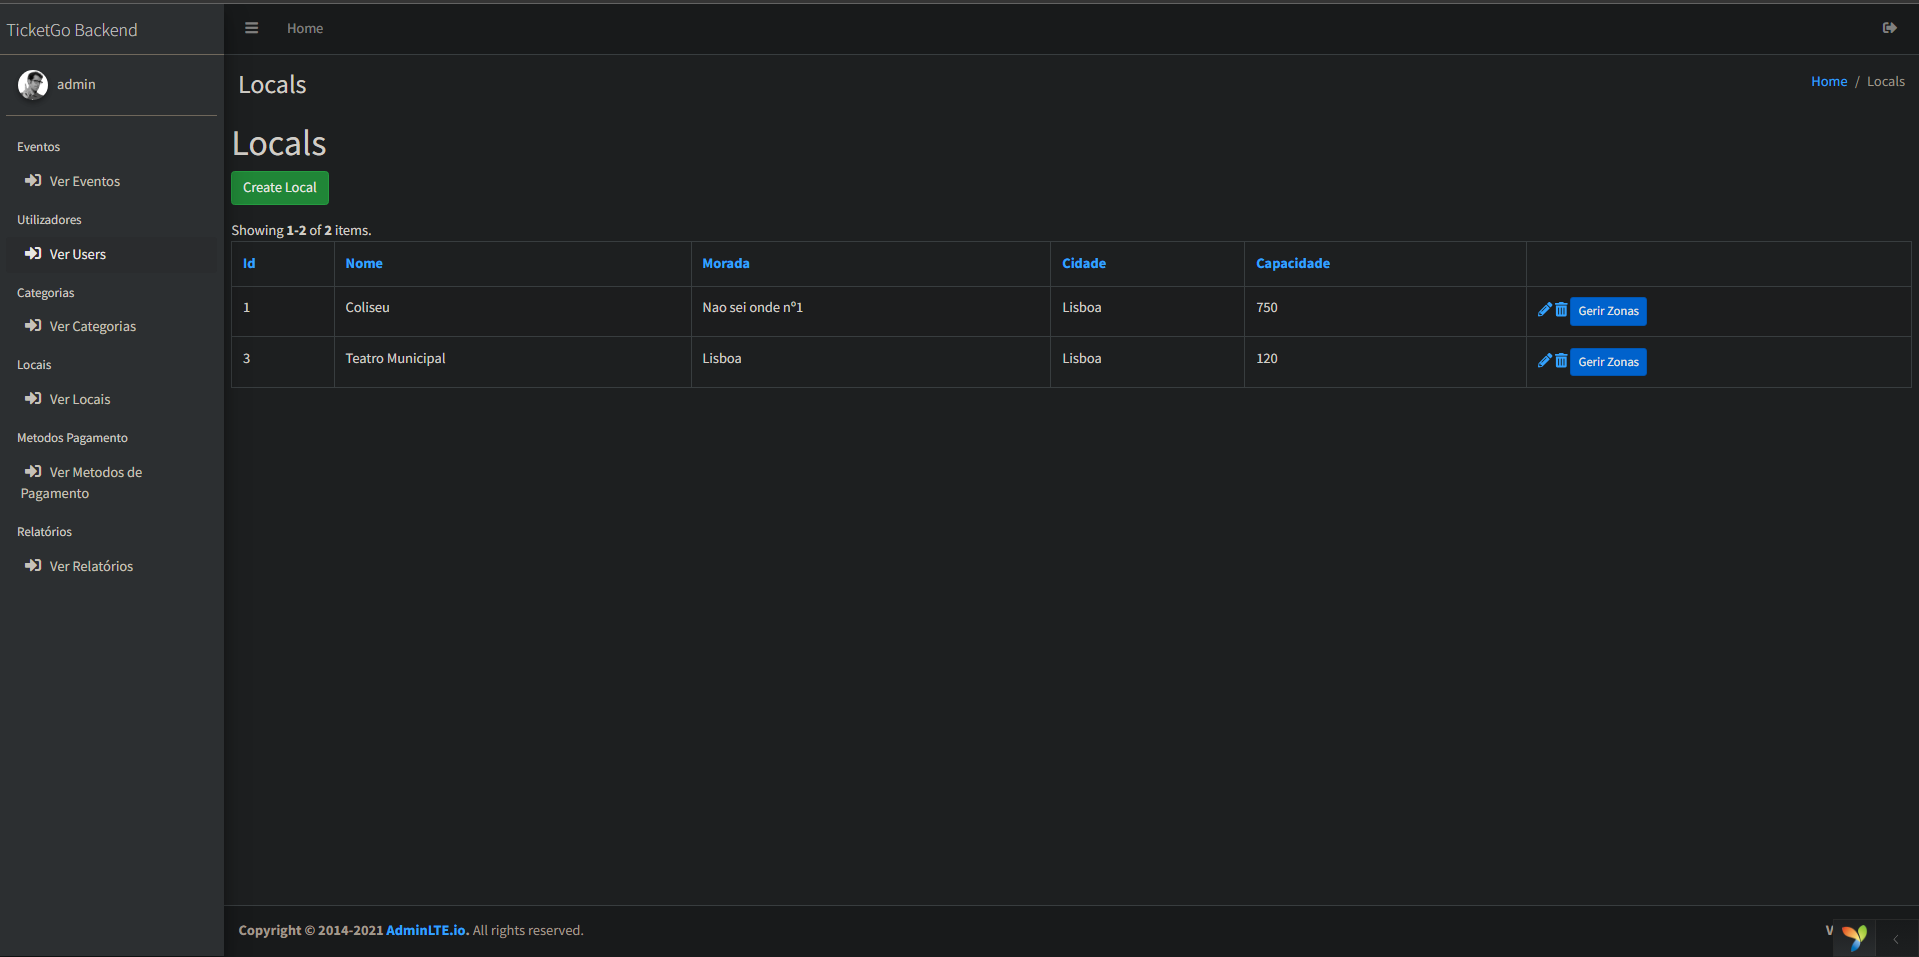 TicketGo Backend
Home
admin
Eventos
Ver Eventos
Utilizadores
Ver Users
Categorias
Ver Categorias
Locais
Ver Locais
Metodos Pagamento
Ver Metodos de
Pagamento
Relatórios
Ver Relatórios
Locals
Home / Locals
Locals
Create Local
Showing 1-2 of 2 items.
Id Nome Morada Cidade Capacidade
1 Coliseu Nao sei onde nº1 Lisboa 750 Gerir Zonas
3 Teatro Municipal Lisboa Lisboa 120 Gerir Zonas
Copyright © 2014-2021 AdminLTE.io. All rights reserved.